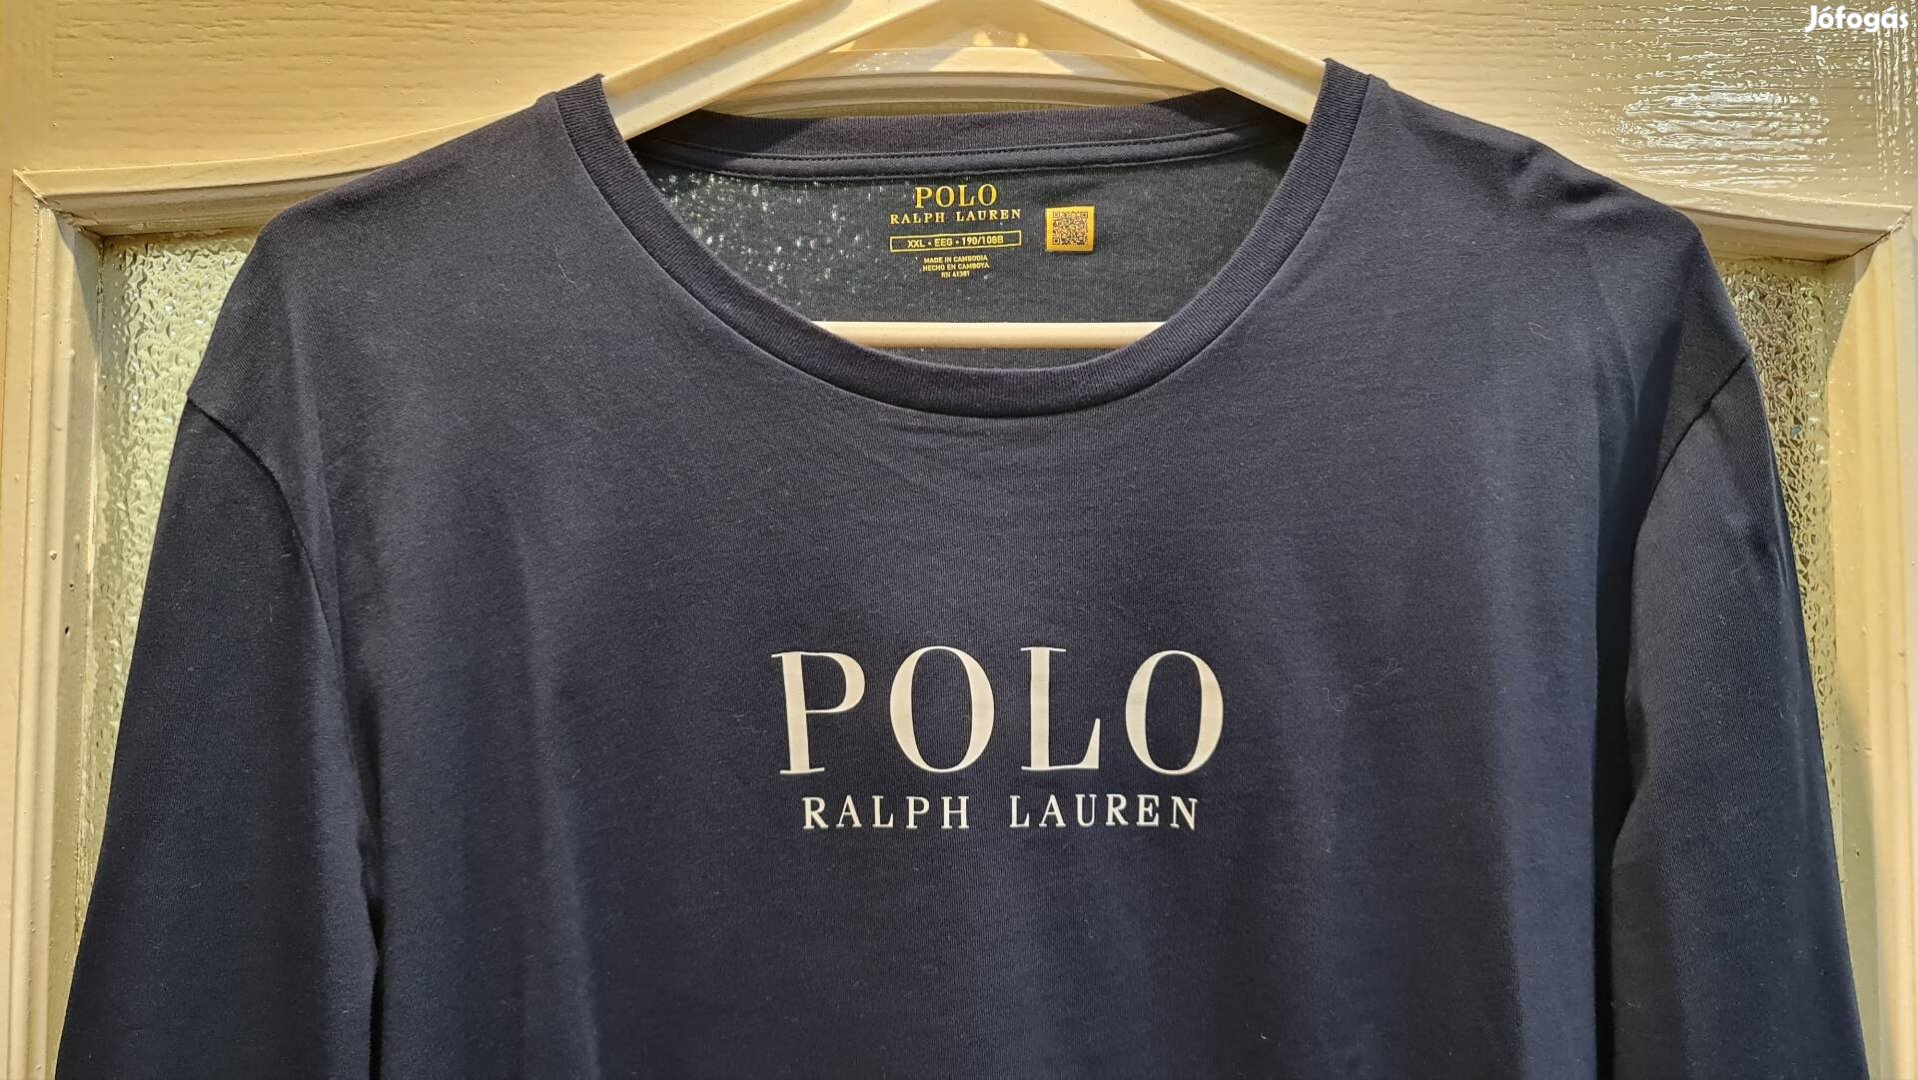 Jófogás
POLO
RALPH LAUREN
XXL • EEG • 190/108B
MADE IN CAMBODIA
HECHO EN CAMBOYA
RN 41381
POLO
RALPH LAUREN